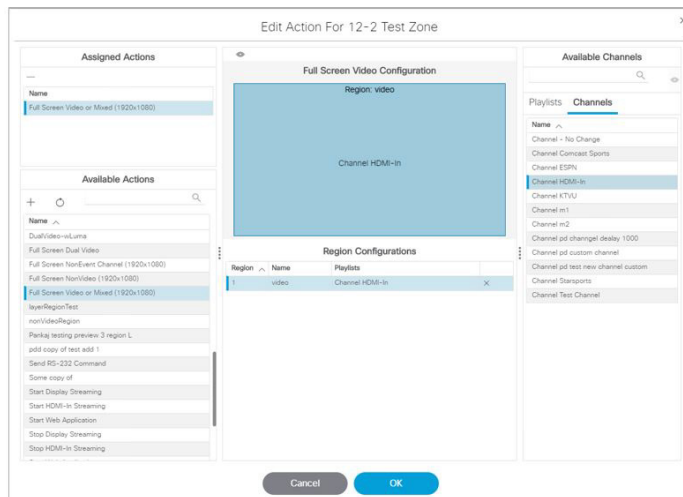 Edit Action For 12-2 Test Zone
Assigned Actions
Name
Full Screen Video or Mixed (1920x1080)
Available Actions
Name
DualVideo-wLuma
Full Screen Dual Video
Full Screen NonEvent Channel (1920x1080)
Full Screen NonVideo (1920x1080)
Full Screen Video or Mixed (1920x1080)
layerRegionTest
nonVideoRegion
Pankaj testing preview 3 region L
pdd copy of test add 1
Send RS-232 Command
Some copy of
Start Display Streaming
Start HDMI-In Streaming
Start Web Application
Stop Display Streaming
Stop HDMI-In Streaming
Full Screen Video Configuration
Region: video
Channel HDMI-In
Region Configurations
Region Name Playlists
1 video Channel HDMI-In
Available Channels
Playlists Channels
Name
Channel - No Change
Channel Comcast Sports
Channel ESPN
Channel HDMI-In
Channel KTVU
Channel m1
Channel m2
Channel pd changel dealay 1000
Channel pd custom channel
Channel pd test new channel custom
Channel Starsports
Channel Test Channel
Cancel OK